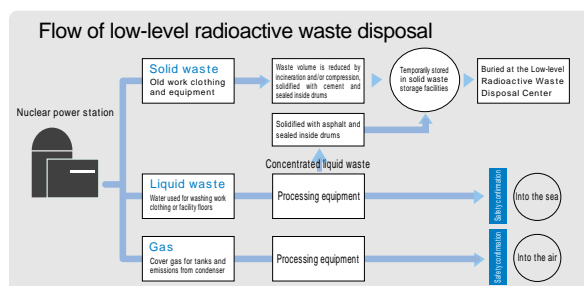 Flow of low-level radioactive waste disposal
Nuclear power station
Solid waste
Old work clothing
and equipment
Waste volume is reduced by
incineration and/or compression,
solidified with cement and
sealed inside drums
Temporarily stored
in solid waste
storage facilities
Buried at the Low-level
Radioactive Waste
Disposal Center
Solidified with asphalt and
sealed inside drums
Concentrated liquid waste
Liquid waste
Water used for washing work
clothing or facility floors
Processing equipment
Safety confirmation
Into the sea
Gas
Cover gas for tanks and
emissions from condenser
Processing equipment
Safety confirmation
Into the air